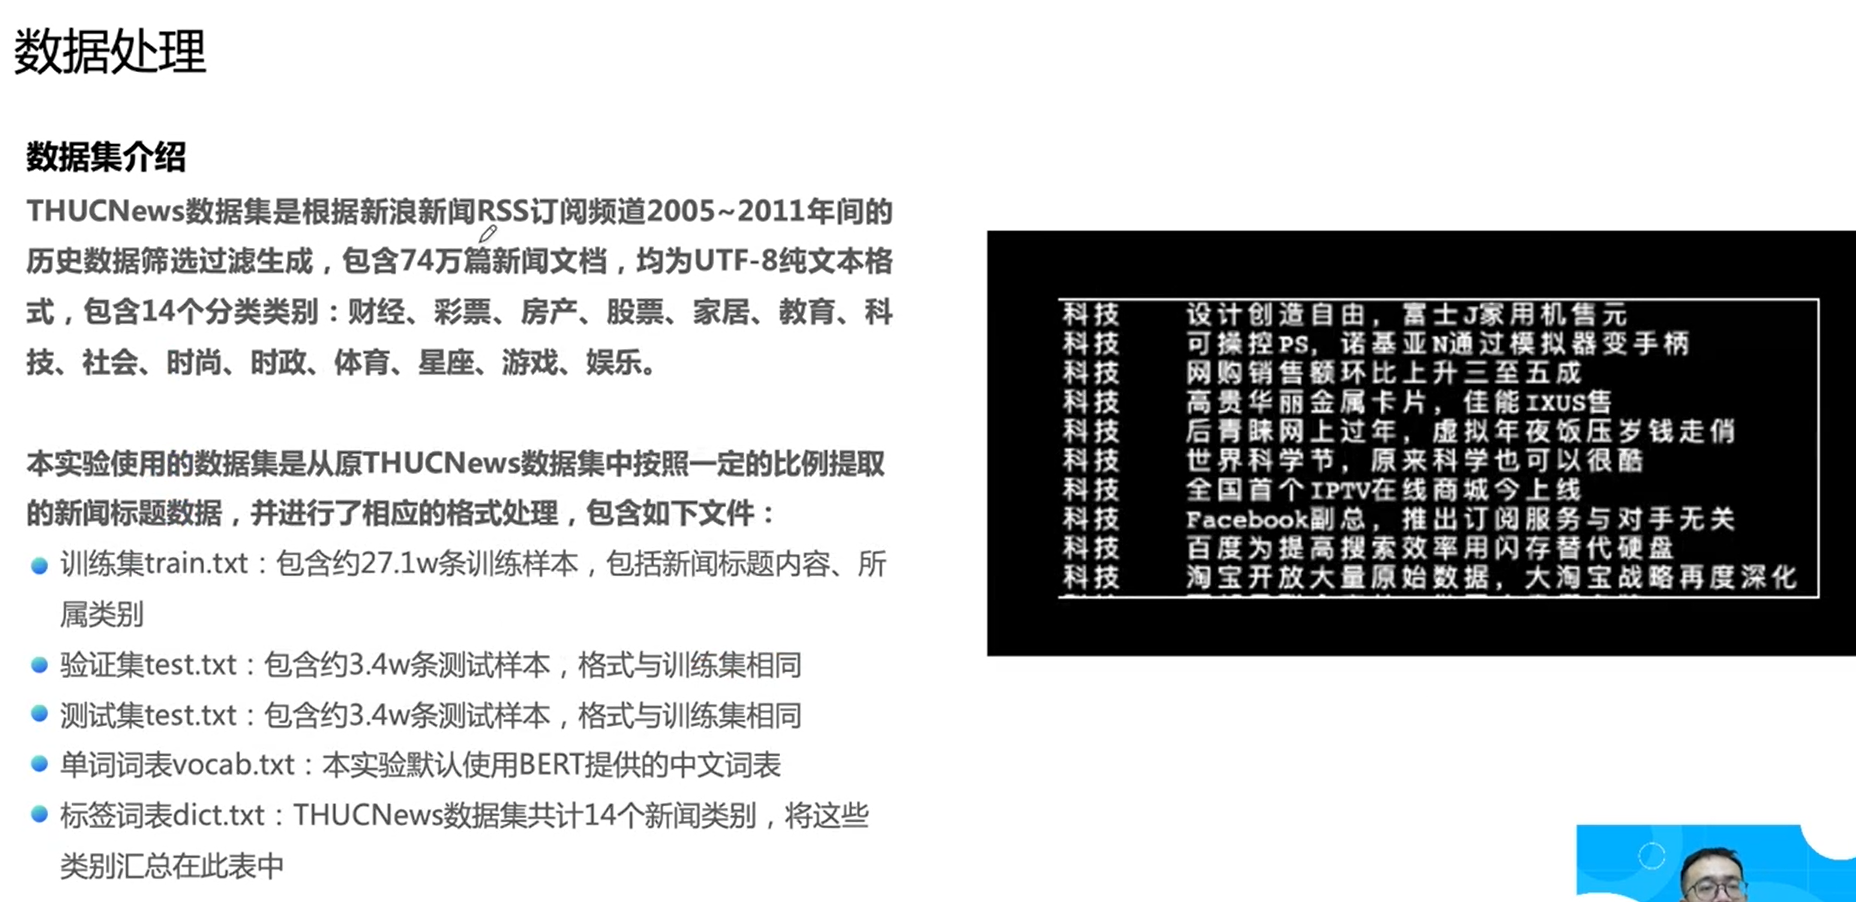 数据处理
数据集介绍
THUCNews数据集是根据新浪新闻RSS订阅频道2005~2011年间的
历史数据筛选过滤生成，包含74万篇新闻文档，均为UTF-8纯文本格
式，包含14个分类类别：财经、彩票、房产、股票、家居、教育、科
技、社会、时尚、时政、体育、星座、游戏、娱乐。
本实验使用的数据集是从原THUCNews数据集中按照一定的比例提取
的新闻标题数据，并进行了相应的格式处理，包含如下文件：
训练集train.txt：包含约27.1w条训练样本，包括新闻标题内容、所
属类别
验证集test.txt：包含约3.4w条测试样本，格式与训练集相同
测试集test.txt：包含约3.4w条测试样本，格式与训练集相同
单词词表vocab.txt：本实验默认使用BERT提供的中文词表
标签词表dict.txt：THUCNews数据集共计14个新闻类别，将这些
类别汇总在此表中
科技 设计创造自由，富士J家用机售元
科技 可操控PS，诺基亚N通过模拟器变手柄
科技 网购销售额环比上升三至五成
科技 高贵华丽金属卡片，佳能IXUS售
科技 后青睐网上过年，虚拟年夜饭压岁钱走俏
科技 世界科学节，原来科学也可以很酷
科技 全国首个IPTV在线商城今上线
科技 Facebook副总，推出订阅服务与对手无关
科技 百度为提高搜索效率用闪存替代硬盘
科技 淘宝开放大量原始数据，大淘宝战略再度深化